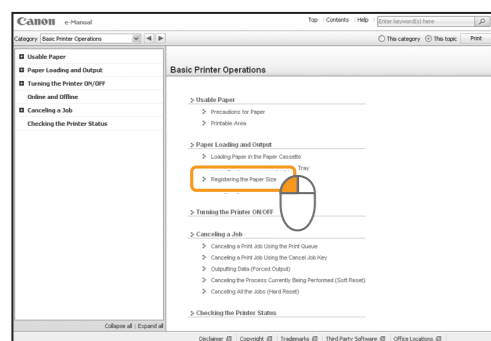 Canon e-Manual Top Contents Help Enter keyword(s) here
Category Basic Printer Operations This category This topic Print
Usable Paper
Paper Loading and Output
Turning the Printer ON/OFF
Online and Offline
Canceling a Job
Checking the Printer Status
Collapse all | Expand all
Basic Printer Operations
Usable Paper
Precautions for Paper
Printable Area
Paper Loading and Output
Loading Paper in the Paper Cassette
Tray
Registering the Paper Size
Turning the Printer ON/OFF
Canceling a Job
Canceling a Print Job Using the Print Queue
Canceling a Print Job Using the Cancel Job Key
Outputting Data (Forced Output)
Canceling the Process Currently Being Performed (Soft Reset)
Canceling All the Jobs (Hard Reset)
Checking the Printer Status
Disclaimer Copyright Trademarks Third Party Software Office Locations